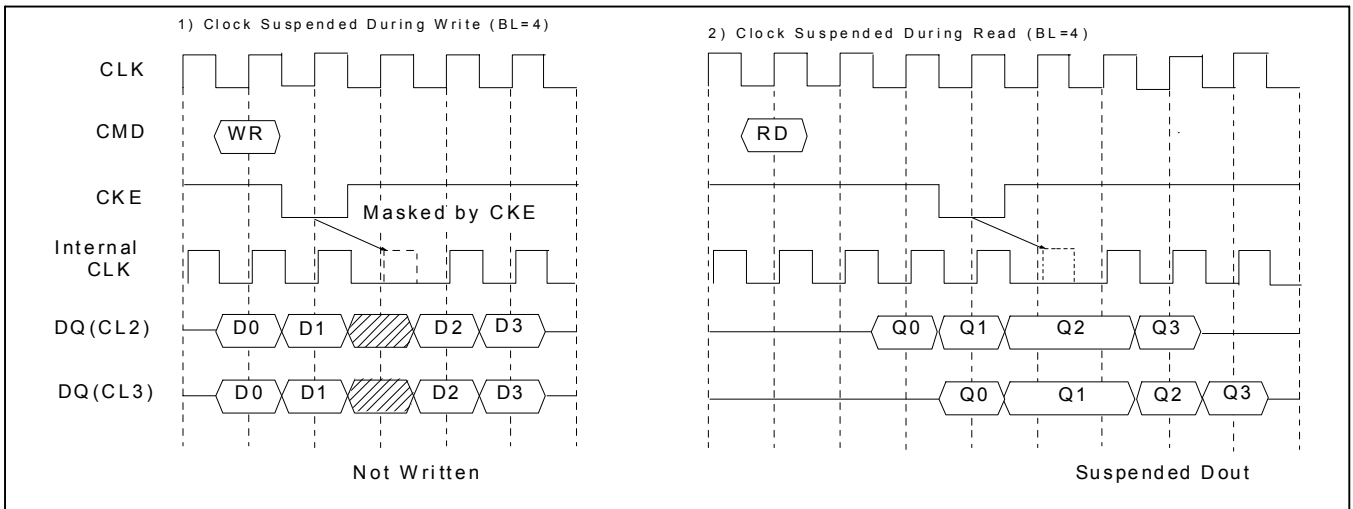 1) Clock Suspended During Write (BL=4)
2) Clock Suspended During Read (BL=4)
CLK
CMD
WR
RD
CKE
Masked by CKE
Internal
CLK
DQ(CL2)
D0 D1 D2 D3
Q0 Q1 Q2 Q3
DQ(CL3)
D0 D1 D2 D3
Q0 Q1 Q2 Q3
Not Written
Suspended Dout